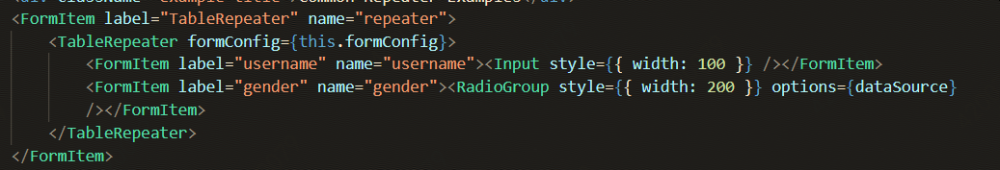 <FormItem label="TableRepeater" name="repeater">
<TableRepeater formConfig={this.formConfig}>
<FormItem label="username" name="username"><Input style={{ width: 100 }} /></FormItem>
<FormItem label="gender" name="gender"><RadioGroup style={{ width: 200 }} options={dataSource}
/></FormItem>
</TableRepeater>
</FormItem>